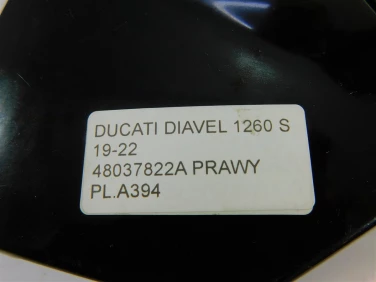 DUCATI DIAVEL 1260 S
19-22
48037822A PRAWY
PL.A394